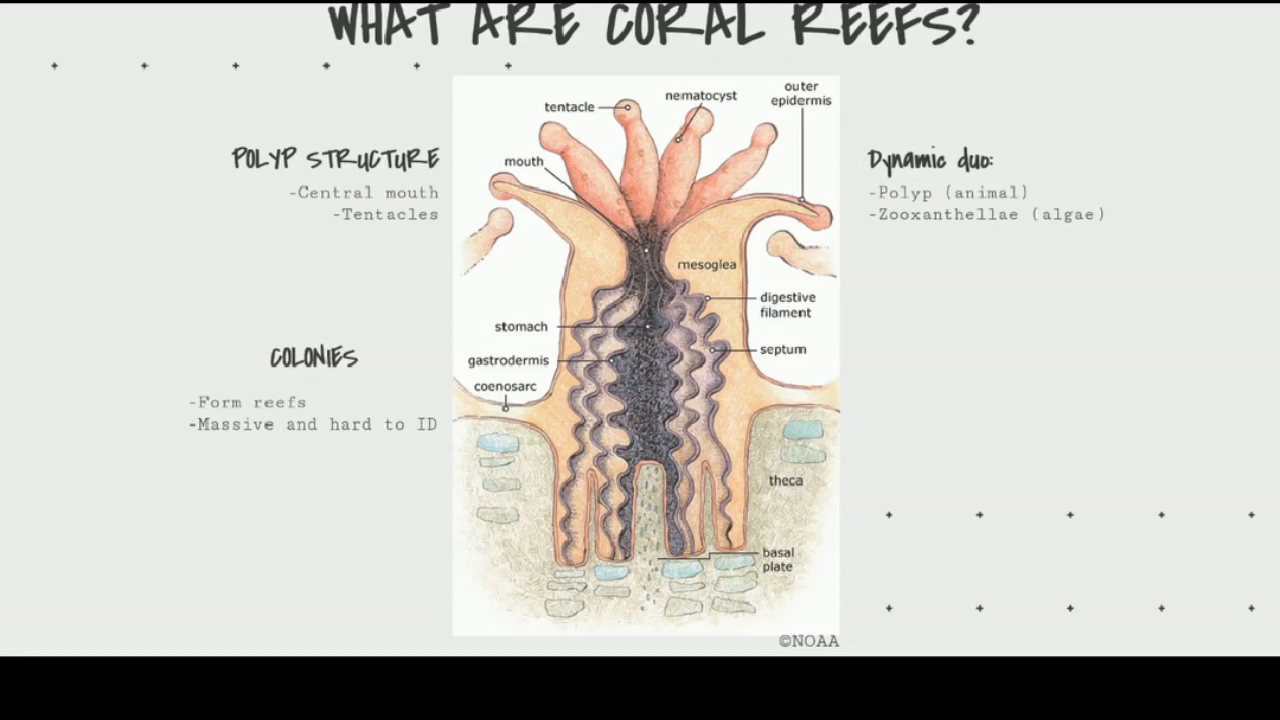 WHAT ARE CORAL REEFS?
POLYP STRUCTURE
-Central mouth
-Tentacles
COLONIES
-Form reefs
-Massive and hard to ID
tentacle
nematocyst
outer
epidermis
mouth
mesoglea
digestive
filament
stomach
septum
gastrodermis
coenosarc
theca
basal
plate
©NOAA
Dynamic duo:
-Polyp (animal)
-Zooxanthellae (algae)